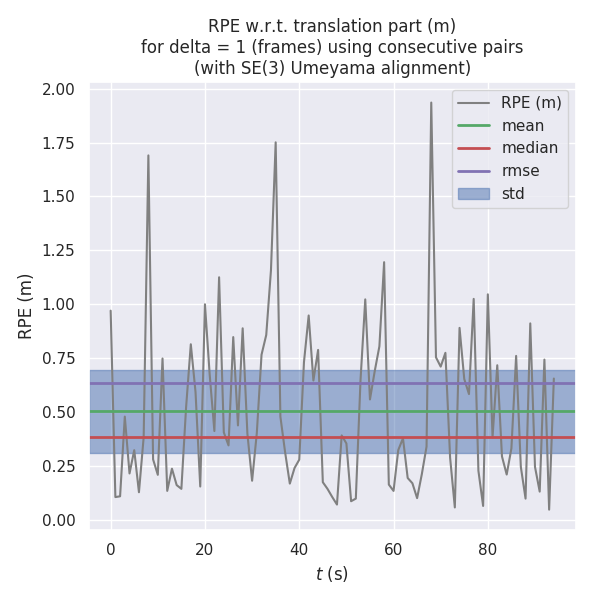 RPE w.r.t. translation part (m)
for delta = 1 (frames) using consecutive pairs
(with SE(3) Umeyama alignment)
RPE (m)
2.00
1.75
1.50
1.25
1.00
0.75
0.50
0.25
0.00
RPE (m)
mean
median
rmse
std
0
20
40
60
80
t (s)